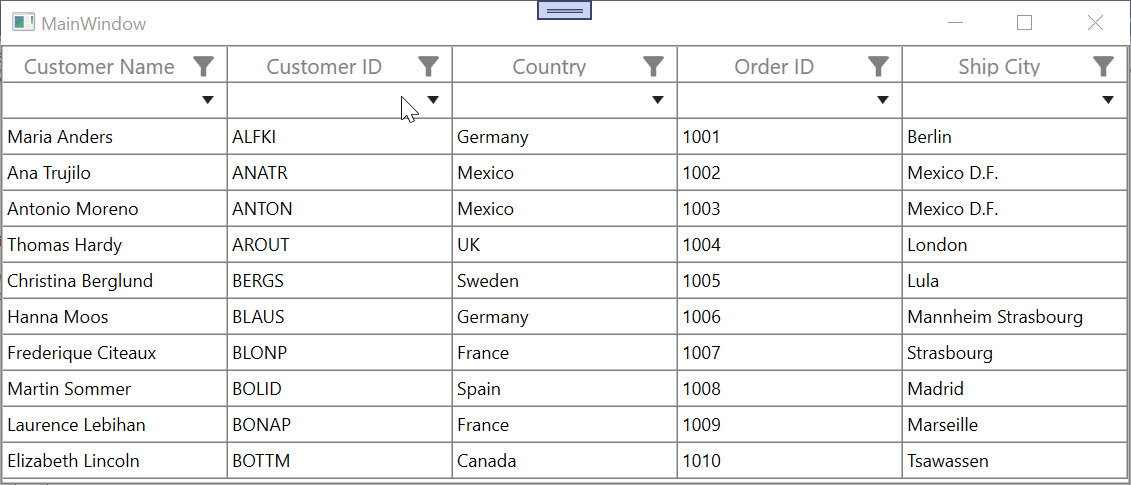 MainWindow
Customer Name Customer ID Country Order ID Ship City
Maria Anders ALFKI Germany 1001 Berlin
Ana Trujilo ANATR Mexico 1002 Mexico D.F.
Antonio Moreno ANTON Mexico 1003 Mexico D.F.
Thomas Hardy AROUT UK 1004 London
Christina Berglund BERGS Sweden 1005 Lula
Hanna Moos BLAUS Germany 1006 Mannheim Strasbourg
Frederique Citeaux BLONP France 1007 Strasbourg
Martin Sommer BOLID Spain 1008 Madrid
Laurence Lebihan BONAP France 1009 Marseille
Elizabeth Lincoln BOTTM Canada 1010 Tsawassen